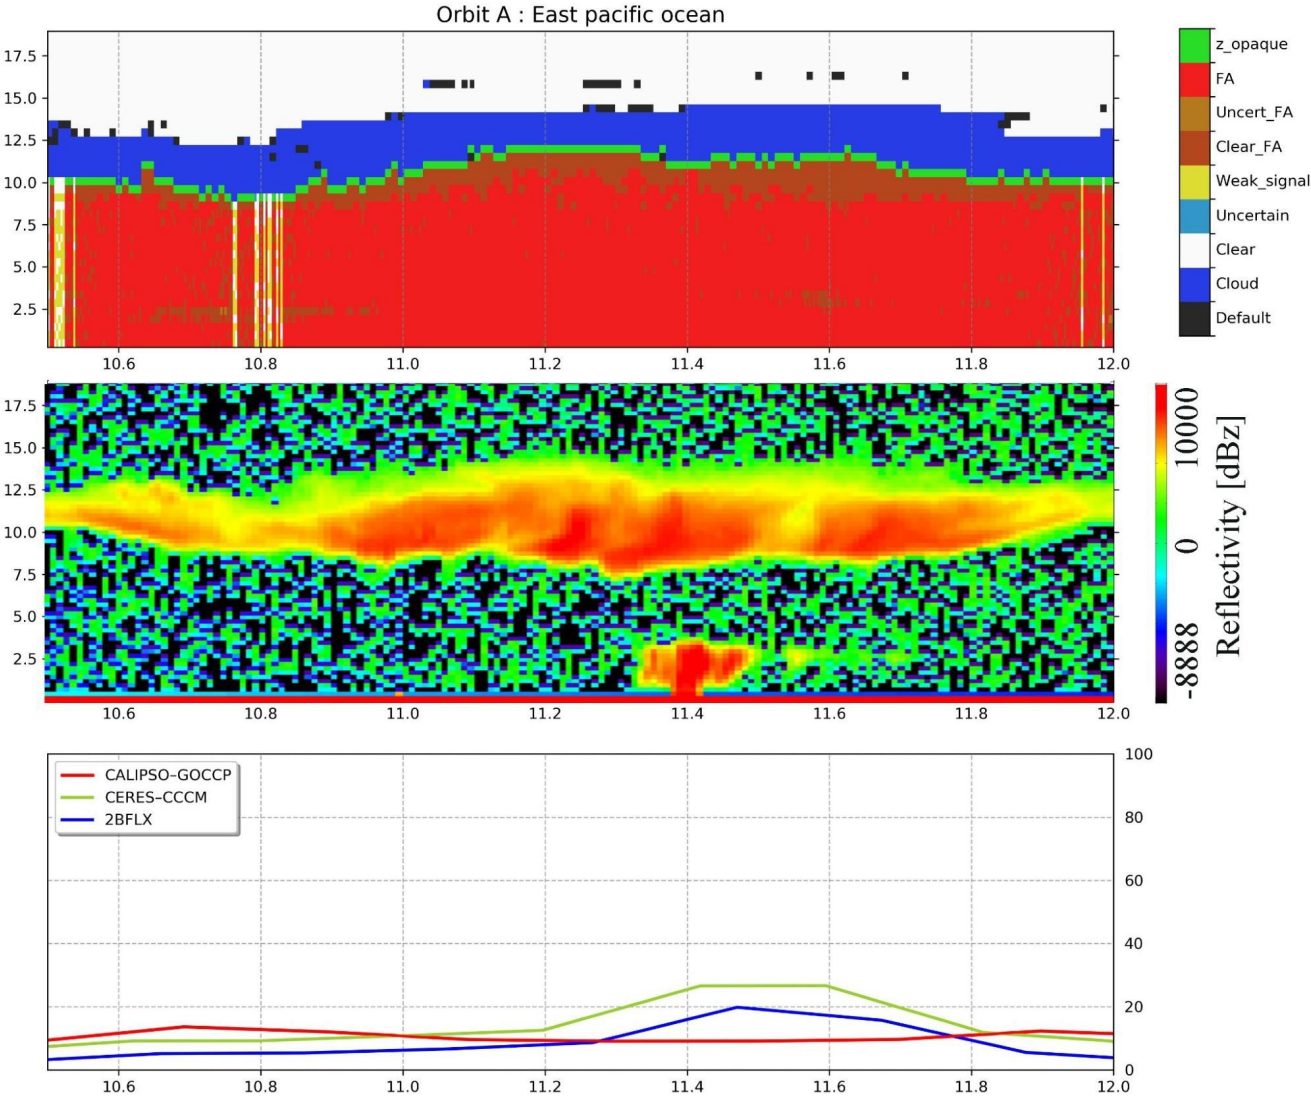 Orbit A : East pacific ocean
17.5
15.0
12.5
10.0
7.5
5.0
2.5
10.6 10.8 11.0 11.2 11.4 11.6 11.8 12.0
z_opaque
FA
Uncert_FA
Clear_FA
Weak_signal
Uncertain
Clear
Cloud
Default
17.5
15.0
12.5
10.0
7.5
5.0
2.5
10.6 10.8 11.0 11.2 11.4 11.6 11.8 12.0
10000
0
-8888
Reflectivity [dBz]
CALIPSO–GOCCP
CERES–CCCM
2BFLX
100
80
60
40
20
0
10.6 10.8 11.0 11.2 11.4 11.6 11.8 12.0